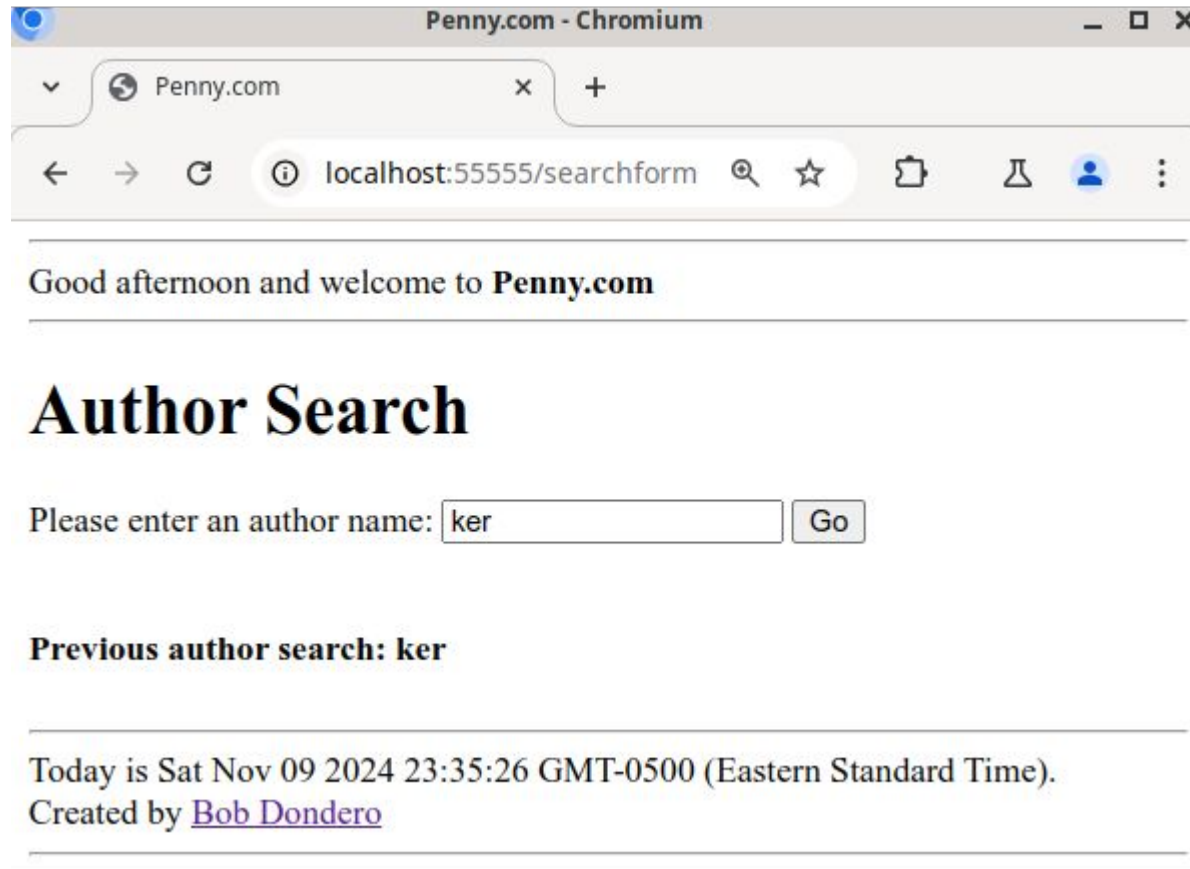 Penny.com - Chromium
Penny.com
localhost:55555/searchform
Good afternoon and welcome to Penny.com
Author Search
Please enter an author name: ker Go
Previous author search: ker
Today is Sat Nov 09 2024 23:35:26 GMT-0500 (Eastern Standard Time).
Created by Bob Dondero